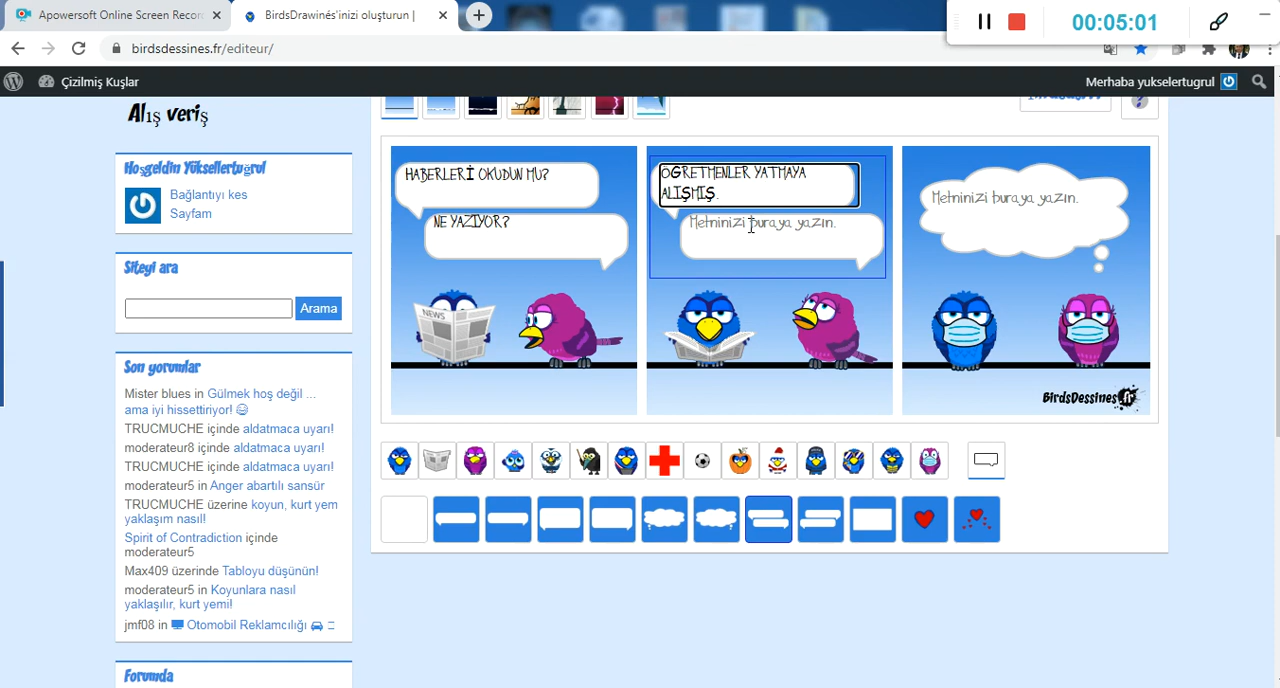 Apowersoft Online Screen Recor
BirdsDrawinés'inizi oluşturun |
00:05:01
birdsdessines.fr/editeur/
Çizilmiş Kuşlar
Merhaba yukselertugrul
Alış veriş
Hoşgeldin Yüksellertuğrul
Bağlantıyı kes
Sayfam
Siteyi ara
Arama
Son yorumlar
Mister blues in Gülmek hoş değil ...
ama iyi hissettiriyor!
TRUCMUCHE içinde aldatmaca uyarı!
moderateur8 içinde aldatmaca uyarı!
TRUCMUCHE içinde aldatmaca uyarı!
moderateur5 in Anger abartılı sansür
TRUCMUCHE üzerine koyun, kurt yem
yaklaşım nasıl!
Spirit of Contradiction içinde
moderateur5
Max409 üzerinde Tabloyu düşünün!
moderateur5 in Koyunlara nasıl
yaklaşılır, kurt yemi!
jmf08 in Otomobil Reklamcılığı
Forumda
HABERLERİ OKUDUN MU?
NE YAZIYOR?
NEWS
ÖĞRETMENLER YATMAYA
ALIŞMIŞ.
Metninizi buraya yazın.
Metninizi buraya yazın.
BirdsDessines.fr